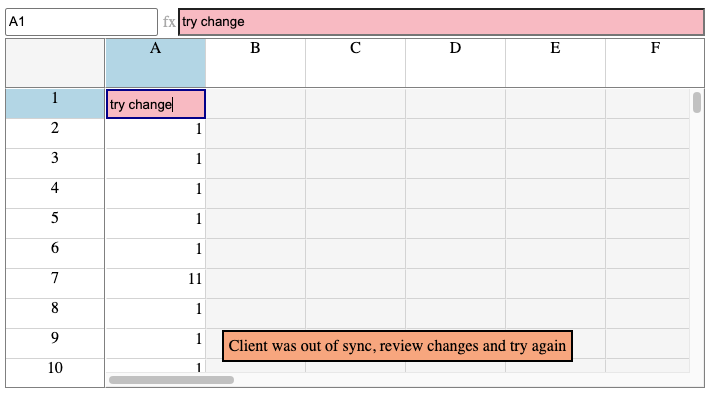 A1 fx try change
A B C D E F
1 try change
2 1
3 1
4 1
5 1
6 1
7 11
8 1
9 1 Client was out of sync, review changes and try again
10 1